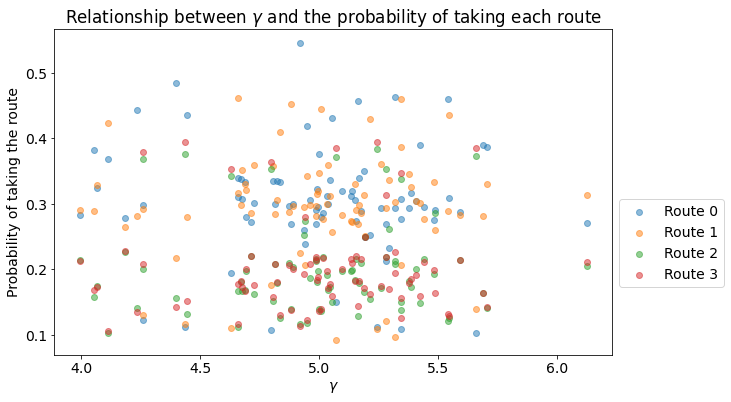 Relationship between γ and the probability of taking each route
Probability of taking the route
0.5
0.4
0.3
0.2
0.1
4.0 4.5 5.0 5.5 6.0
γ
Route 0
Route 1
Route 2
Route 3